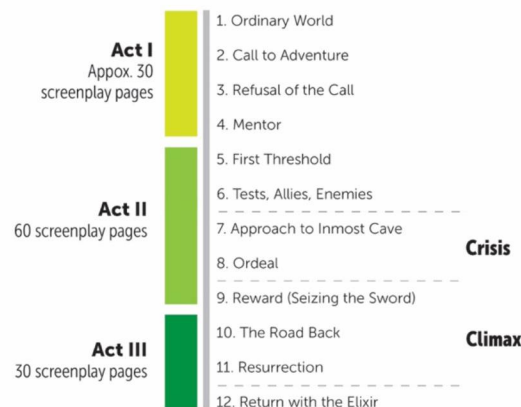 Act I
Appox. 30
screenplay pages
1. Ordinary World
2. Call to Adventure
3. Refusal of the Call
4. Mentor
Act II
60 screenplay pages
5. First Threshold
6. Tests, Allies, Enemies
7. Approach to Inmost Cave
8. Ordeal
9. Reward (Seizing the Sword)
Crisis
Act III
30 screenplay pages
10. The Road Back
11. Resurrection
12. Return with the Elixir
Climax